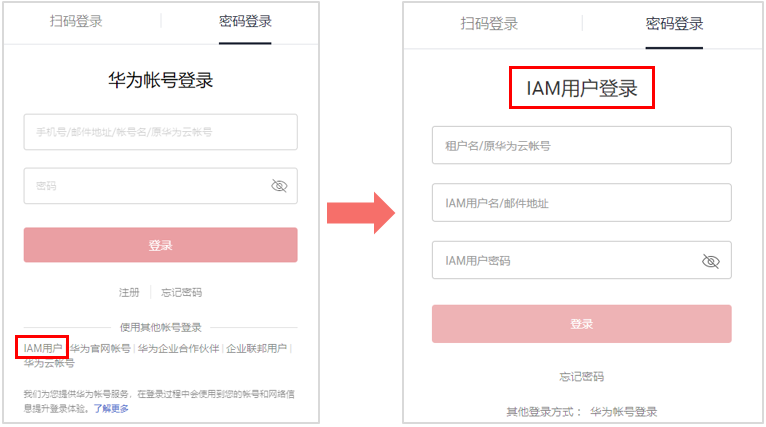 扫码登录 密码登录
华为帐号登录
手机号/邮件地址/帐号名/原华为云帐号
密码
登录
注册 忘记密码
使用其他帐号登录
IAM用户 华为官网帐号 | 华为企业合作伙伴 | 企业联邦用户 |
华为云帐号
我们为您提供华为帐号服务，在登录过程中会使用到您的帐号和网络信
息提升登录体验。了解更多
扫码登录 密码登录
IAM用户登录
租户名/原华为云帐号
IAM用户名/邮件地址
IAM用户密码
登录
忘记密码
其他登录方式： 华为帐号登录